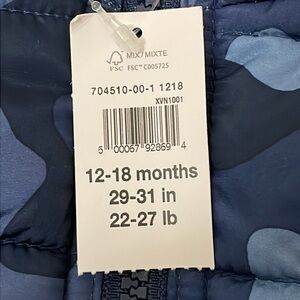 MIX/MIXTE
FSC
FSC™ C005725
704510-00-1 1218
XVN1001
5 00067 92869 4
12-18 months
29-31 in
22-27 lb